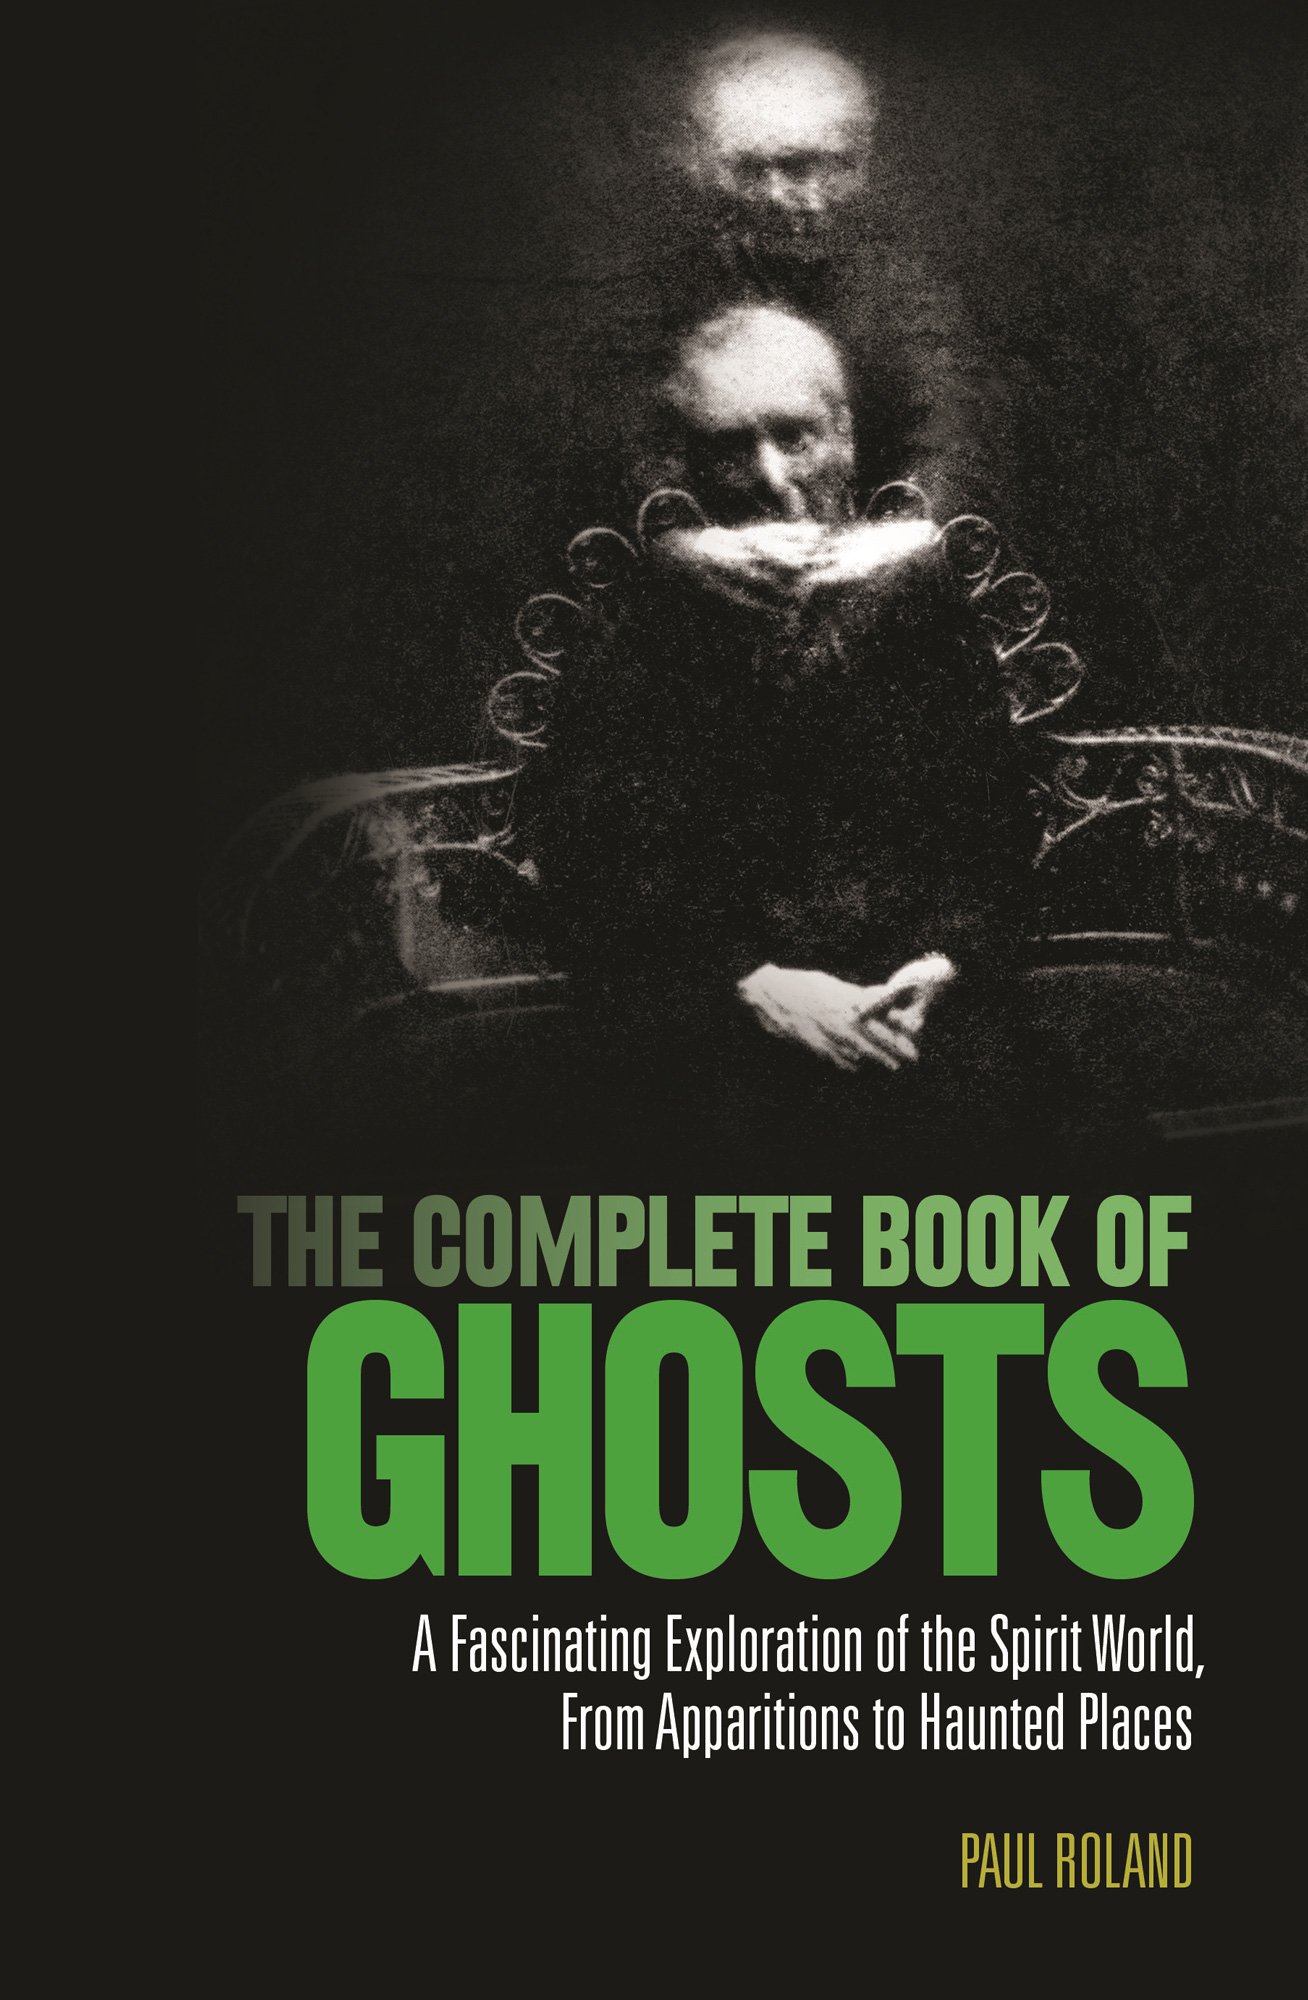 THE COMPLETE BOOK OF
GHOSTS
A Fascinating Exploration of the Spirit World,
From Apparitions to Haunted Places
PAUL ROLAND